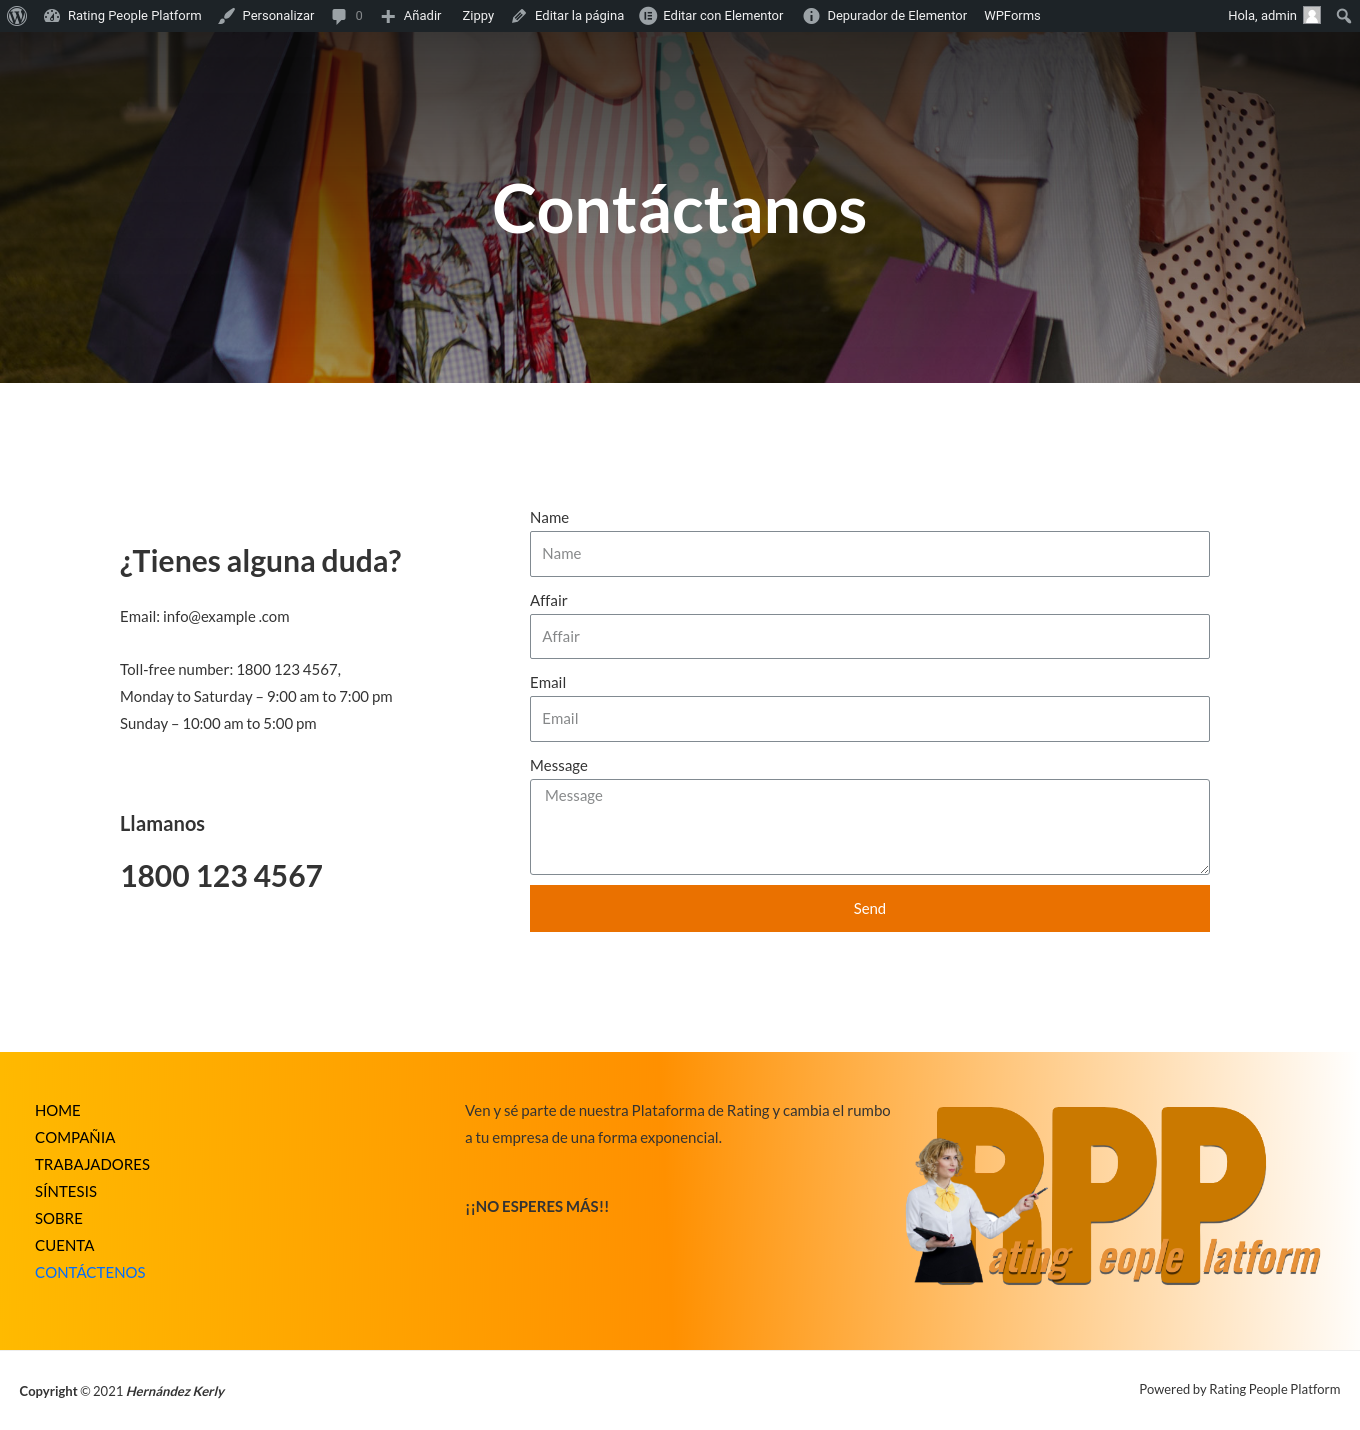 Rating People Platform Personalizar 0 Añadir Zippy Editar la página Editar con Elementor Depurador de Elementor WPForms Hola, admin
Contáctanos
¿Tienes alguna duda?
Email: info@example .com
Toll-free number: 1800 123 4567,
Monday to Saturday – 9:00 am to 7:00 pm
Sunday – 10:00 am to 5:00 pm
Llamanos
1800 123 4567
Name
Name
Affair
Affair
Email
Email
Message
Message
Send
HOME
COMPAÑIA
TRABAJADORES
SÍNTESIS
SOBRE
CUENTA
CONTÁCTENOS
Ven y sé parte de nuestra Plataforma de Rating y cambia el rumbo
a tu empresa de una forma exponencial.
¡¡NO ESPERES MÁS!!
RPP
ating eople latform
Copyright © 2021 Hernández Kerly
Powered by Rating People Platform